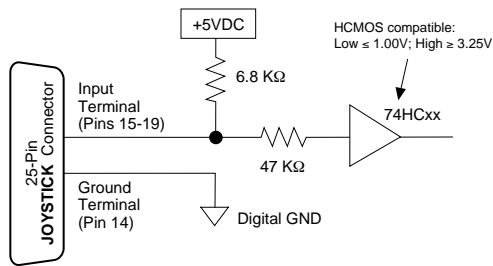 +5VDC
HCMOS compatible:
Low ≤ 1.00V; High ≥ 3.25V
6.8 KΩ
Input
Terminal
(Pins 15-19)
74HCxx
47 KΩ
25-Pin
JOYSTICK Connector
Ground
Terminal
(Pin 14)
Digital GND